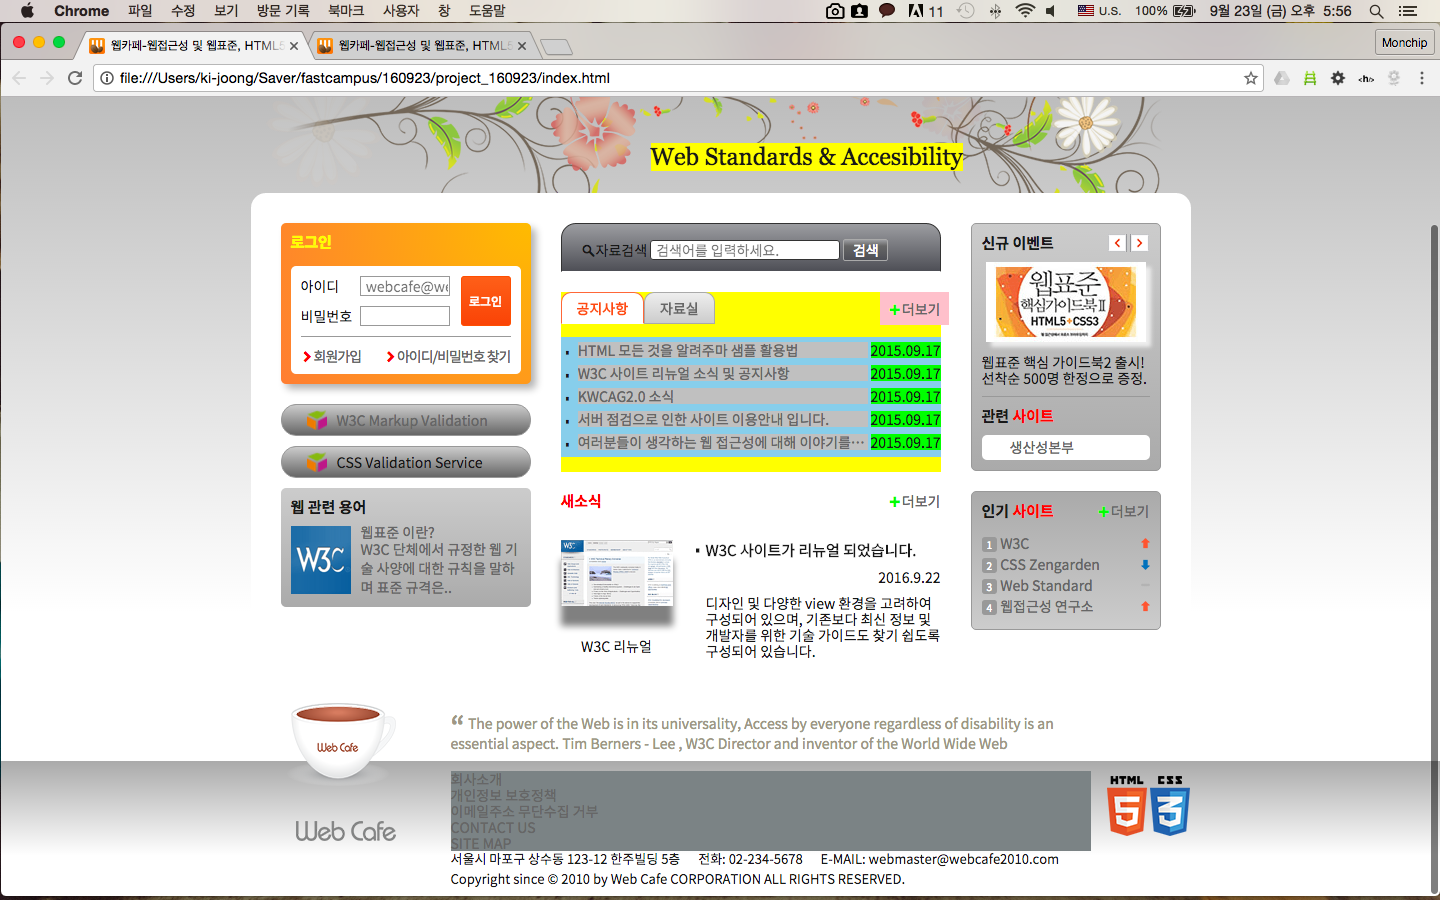 Chrome 파일 수정 보기 방문 기록 북마크 사용자 창 도움말 11 U.S. 100% 9월 23일 (금) 오후 5:56
웹카페-웹접근성 및 웹표준, HTML5 웹카페-웹접근성 및 웹표준, HTML5 Monchip
file:///Users/ki-joong/Saver/fastcampus/160923/project_160923/index.html
Web Standards & Accesibility
로그인
아이디 webcafe@we
비밀번호
로그인
회원가입 아이디/비밀번호 찾기
W3C Markup Validation
CSS Validation Service
웹 관련 용어
W3C
웹표준 이란?
W3C 단체에서 규정한 웹 기
술 사양에 대한 규칙을 말하
며 표준 규격은..
자료검색 검색어를 입력하세요. 검색
공지사항 자료실 +더보기
HTML 모든 것을 알려주마 샘플 활용법 2015.09.17
W3C 사이트 리뉴얼 소식 및 공지사항 2015.09.17
KWCAG2.0 소식 2015.09.17
서버 점검으로 인한 사이트 이용안내 입니다. 2015.09.17
여러분들이 생각하는 웹 접근성에 대해 이야기를… 2015.09.17
새소식 +더보기
W3C
W3C 리뉴얼
W3C 사이트가 리뉴얼 되었습니다.
2016.9.22
디자인 및 다양한 view 환경을 고려하여
구성되어 있으며, 기존보다 최신 정보 및
개발자를 위한 기술 가이드도 찾기 쉽도록
구성되어 있습니다.
신규 이벤트 < >
웹표준
핵심가이드북 II
HTML5+CSS3
웹표준 핵심 가이드북2 출시!
선착순 500명 한정으로 증정.
관련 사이트
생산성본부
인기 사이트 +더보기
1 W3C
2 CSS Zengarden
3 Web Standard
4 웹접근성 연구소
Web Cafe
“ The power of the Web is in its universality, Access by everyone regardless of disability is an
essential aspect. Tim Berners - Lee , W3C Director and inventor of the World Wide Web
Web Cafe
회사소개
개인정보 보호정책
이메일주소 무단수집 거부
CONTACT US
SITE MAP
서울시 마포구 상수동 123-12 한주빌딩 5층 전화: 02-234-5678 E-MAIL: webmaster@webcafe2010.com
Copyright since © 2010 by Web Cafe CORPORATION ALL RIGHTS RESERVED.
HTML CSS
5 3